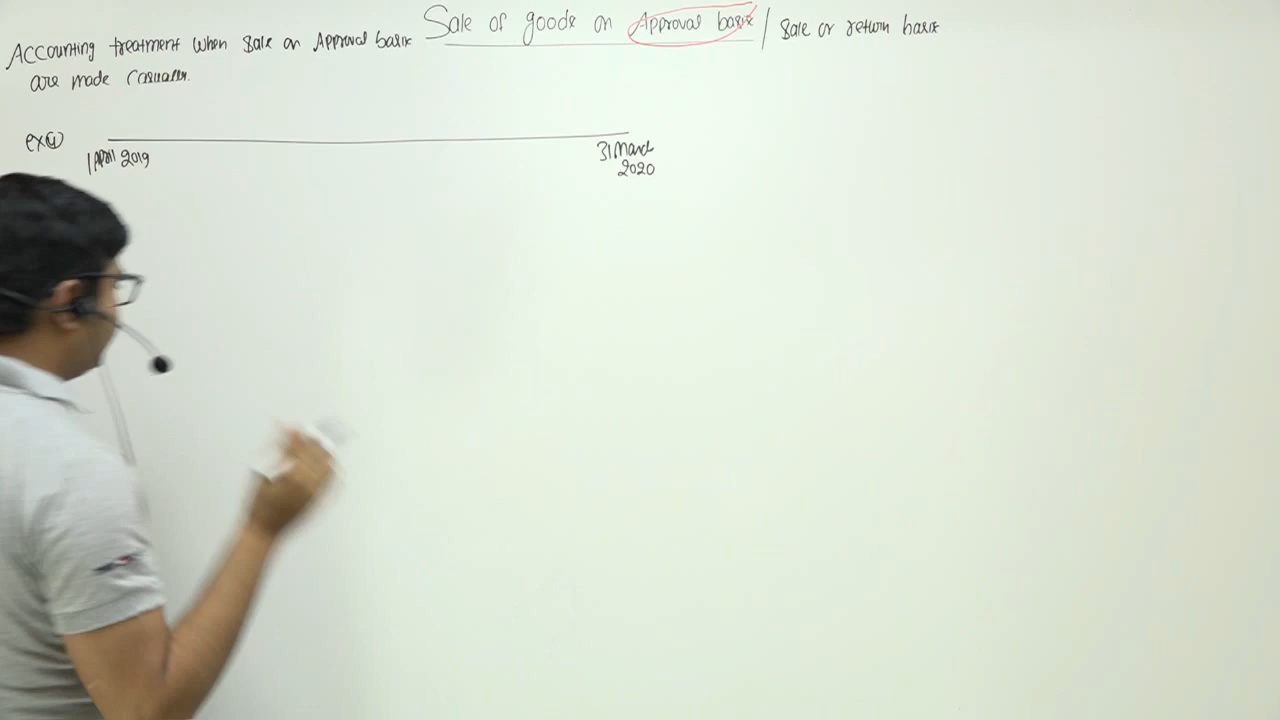 Sale of goods on Approval basis / Sale or return basis
Accounting treatment when sale on Approval basis
are made casually.
ex①
1 April 2019
31 March
2020